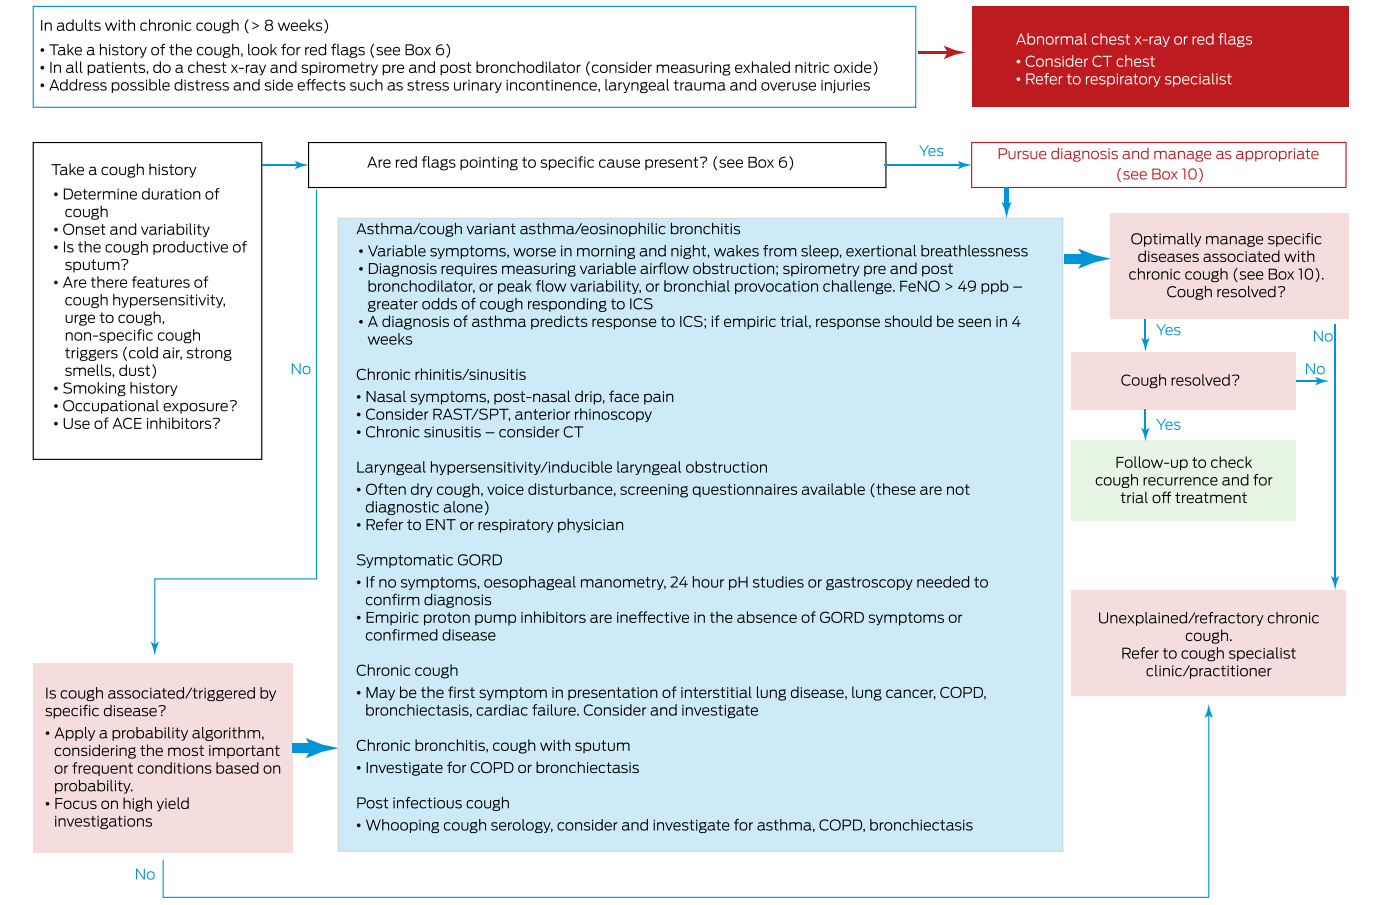 In adults with chronic cough (> 8 weeks)
• Take a history of the cough, look for red flags (see Box 6)
• In all patients, do a chest x-ray and spirometry pre and post bronchodilator (consider measuring exhaled nitric oxide)
• Address possible distress and side effects such as stress urinary incontinence, laryngeal trauma and overuse injuries
Abnormal chest x-ray or red flags
• Consider CT chest
• Refer to respiratory specialist
Take a cough history
• Determine duration of
cough
• Onset and variability
• Is the cough productive of
sputum?
• Are there features of
cough hypersensitivity,
urge to cough,
non-specific cough
triggers (cold air, strong
smells, dust)
• Smoking history
• Occupational exposure?
• Use of ACE inhibitors?
Are red flags pointing to specific cause present? (see Box 6)
Yes
Pursue diagnosis and manage as appropriate
(see Box 10)
No
Asthma/cough variant asthma/eosinophilic bronchitis
• Variable symptoms, worse in morning and night, wakes from sleep, exertional breathlessness
• Diagnosis requires measuring variable airflow obstruction; spirometry pre and post
bronchodilator, or peak flow variability, or bronchial provocation challenge. FeNO > 49 ppb –
greater odds of cough responding to ICS
• A diagnosis of asthma predicts response to ICS; if empiric trial, response should be seen in 4
weeks
Chronic rhinitis/sinusitis
• Nasal symptoms, post-nasal drip, face pain
• Consider RAST/SPT, anterior rhinoscopy
• Chronic sinusitis – consider CT
Laryngeal hypersensitivity/inducible laryngeal obstruction
• Often dry cough, voice disturbance, screening questionnaires available (these are not
diagnostic alone)
• Refer to ENT or respiratory physician
Symptomatic GORD
• If no symptoms, oesophageal manometry, 24 hour pH studies or gastroscopy needed to
confirm diagnosis
• Empiric proton pump inhibitors are ineffective in the absence of GORD symptoms or
confirmed disease
Chronic cough
• May be the first symptom in presentation of interstitial lung disease, lung cancer, COPD,
bronchiectasis, cardiac failure. Consider and investigate
Chronic bronchitis, cough with sputum
• Investigate for COPD or bronchiectasis
Post infectious cough
• Whooping cough serology, consider and investigate for asthma, COPD, bronchiectasis
Optimally manage specific
diseases associated with
chronic cough (see Box 10).
Cough resolved?
Yes
No
Cough resolved?
No
Yes
Follow-up to check
cough recurrence and for
trial off treatment
Unexplained/refractory chronic
cough.
Refer to cough specialist
clinic/practitioner
Is cough associated/triggered by
specific disease?
• Apply a probability algorithm,
considering the most important
or frequent conditions based on
probability.
• Focus on high yield
investigations
No